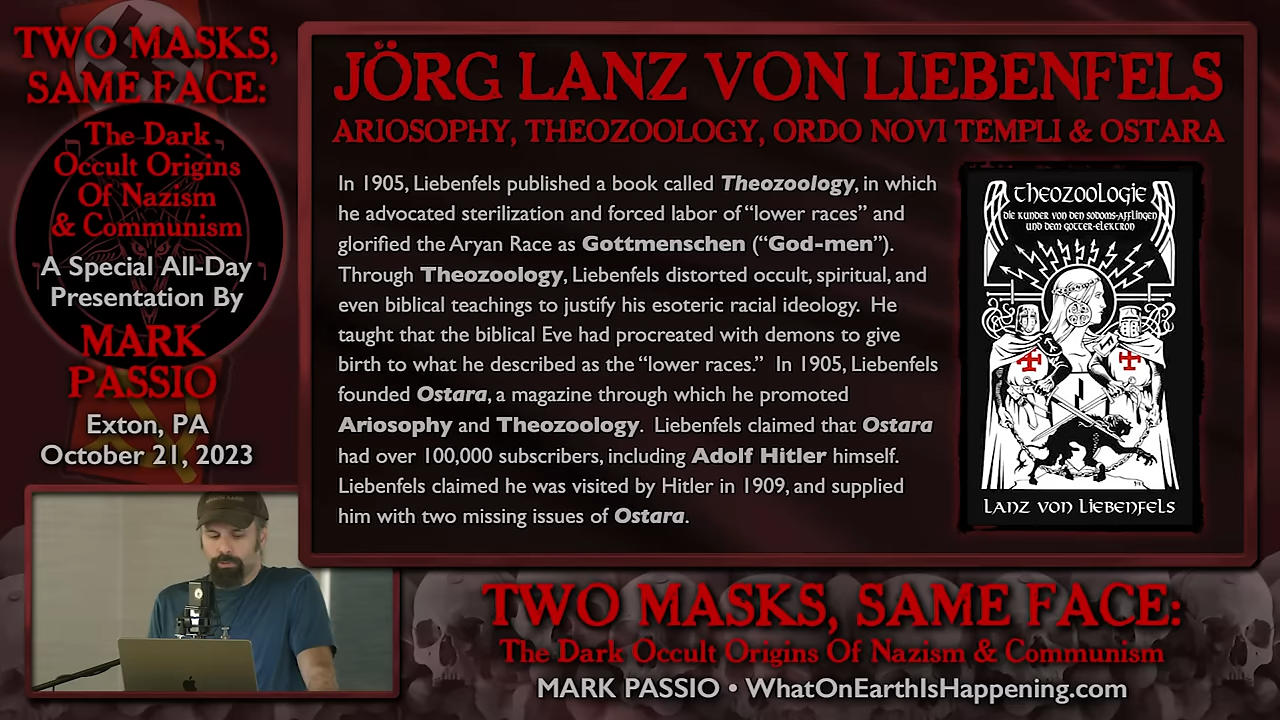 TWO MASKS,
SAME FACE:
The Dark
Occult Origins
Of Nazism
& Communism
A Special All-Day
Presentation By
MARK
PASSIO
Exton, PA
October 21, 2023
JÖRG LANZ VON LIEBENFELS
ARIOSOPHY, THEOZOOLOGY, ORDO NOVI TEMPLI & OSTARA
In 1905, Liebenfels published a book called Theozoology, in which
he advocated sterilization and forced labor of “lower races” and
glorified the Aryan Race as Gottmenschen (“God-men”).
Through Theozoology, Liebenfels distorted occult, spiritual, and
even biblical teachings to justify his esoteric racial ideology.  He
taught that the biblical Eve had procreated with demons to give
birth to what he described as the “lower races.”  In 1905, Liebenfels
founded Ostara, a magazine through which he promoted
Ariosophy and Theozoology.  Liebenfels claimed that Ostara
had over 100,000 subscribers, including Adolf Hitler himself.
Liebenfels claimed he was visited by Hitler in 1909, and supplied
him with two missing issues of Ostara.
THEOZOOLOGIE
DIE KUNDER VON DEN SODOMS-AFFLINGEN
UND DEM GOTTER-ELEKTRON
LANZ VON LIEBENFELS
TWO MASKS, SAME FACE:
The Dark Occult Origins Of Nazism & Communism
MARK PASSIO • WhatOnEarthIsHappening.com